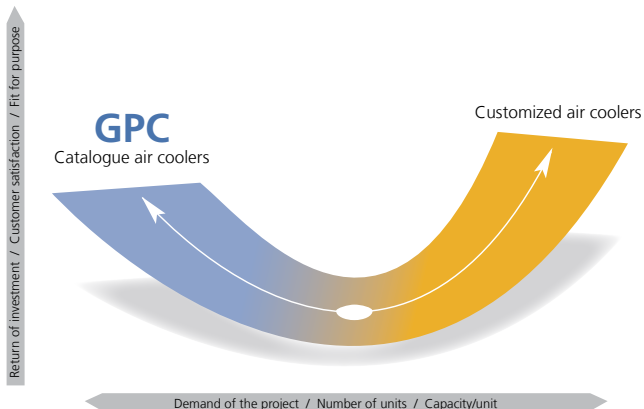 GPC
Catalogue air coolers
Customized air coolers
Return of investment / Customer satisfaction / Fit for purpose
Demand of the project / Number of units / Capacity/unit